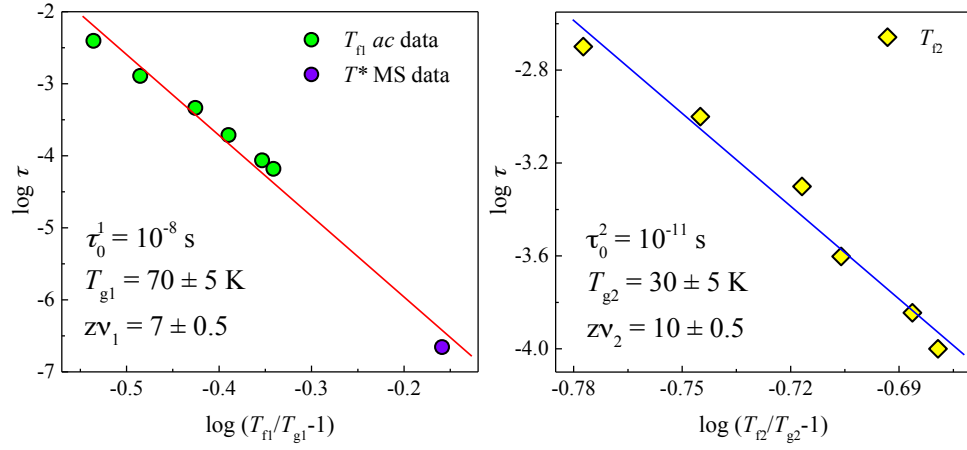 -2
-3
-4
-5
-6
-7
log τ
-0.5
-0.4
-0.3
-0.2
log (T_f1/T_g1-1)
T_f1 ac data
T* MS data
τ_0^1 = 10^-8 s
T_g1 = 70 ± 5 K
zν_1 = 7 ± 0.5
-2.8
-3.2
-3.6
-4.0
log τ
-0.78
-0.75
-0.72
-0.69
log (T_f2/T_g2-1)
T_f2
τ_0^2 = 10^-11 s
T_g2 = 30 ± 5 K
zν_2 = 10 ± 0.5